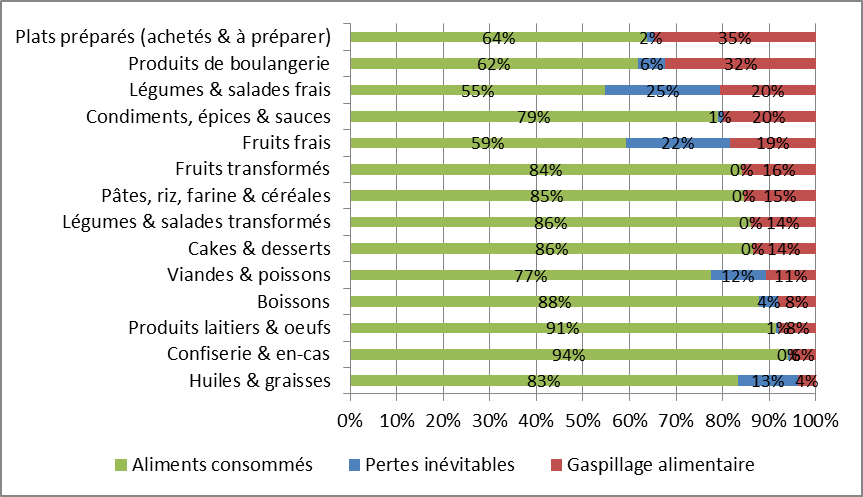 Plats préparés (achetés & à préparer) 64% 2% 35%
Produits de boulangerie 62% 6% 32%
Légumes & salades frais 55% 25% 20%
Condiments, épices & sauces 79% 1% 20%
Fruits frais 59% 22% 19%
Fruits transformés 84% 0% 16%
Pâtes, riz, farine & céréales 85% 0% 15%
Légumes & salades transformés 86% 0% 14%
Cakes & desserts 86% 0% 14%
Viandes & poissons 77% 12% 11%
Boissons 88% 4% 8%
Produits laitiers & oeufs 91% 1% 8%
Confiserie & en-cas 94% 0% 6%
Huiles & graisses 83% 13% 4%
0% 10% 20% 30% 40% 50% 60% 70% 80% 90% 100%
Aliments consommés Pertes inévitables Gaspillage alimentaire